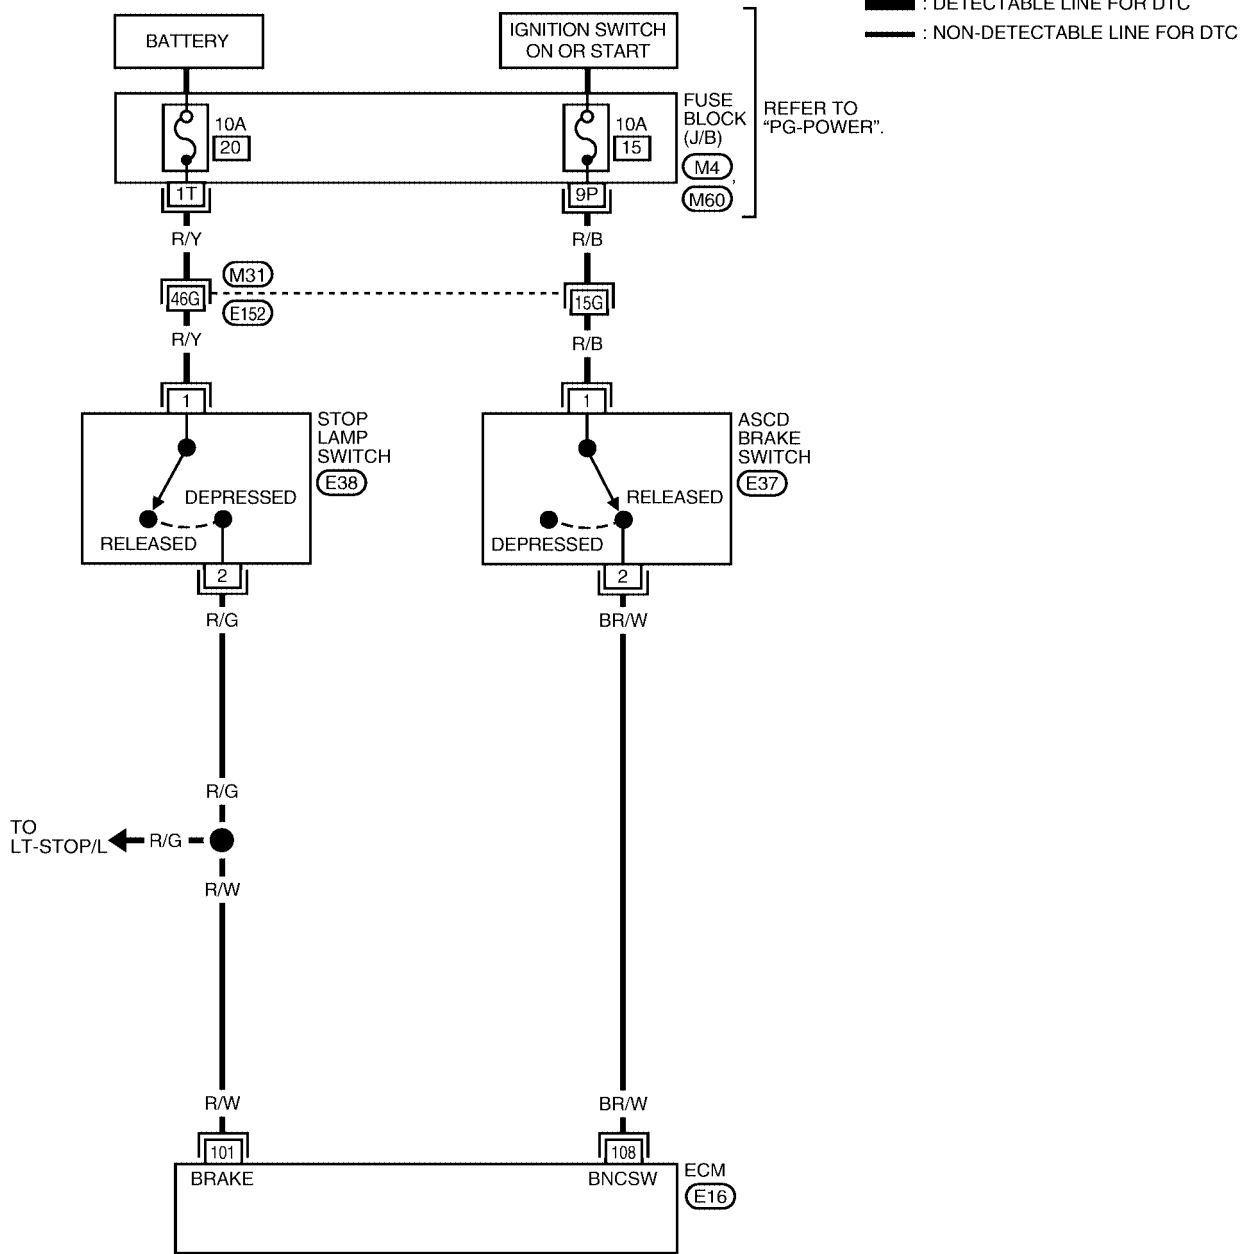 : DETECTABLE LINE FOR DTC
: NON-DETECTABLE LINE FOR DTC
BATTERY
IGNITION SWITCH
ON OR START
10A
20
10A
15
FUSE
BLOCK
(J/B)
M4 ,
M60
REFER TO
"PG-POWER".
1T
9P
R/Y
R/B
M31
46G
15G
E152
R/Y
R/B
1
1
STOP
LAMP
SWITCH
E38
DEPRESSED
RELEASED
ASCD
BRAKE
SWITCH
E37
RELEASED
DEPRESSED
2
2
R/G
BR/W
R/G
TO
LT-STOP/L
R/G
R/W
R/W
BR/W
101
108
BRAKE
BNCSW
ECM
E16